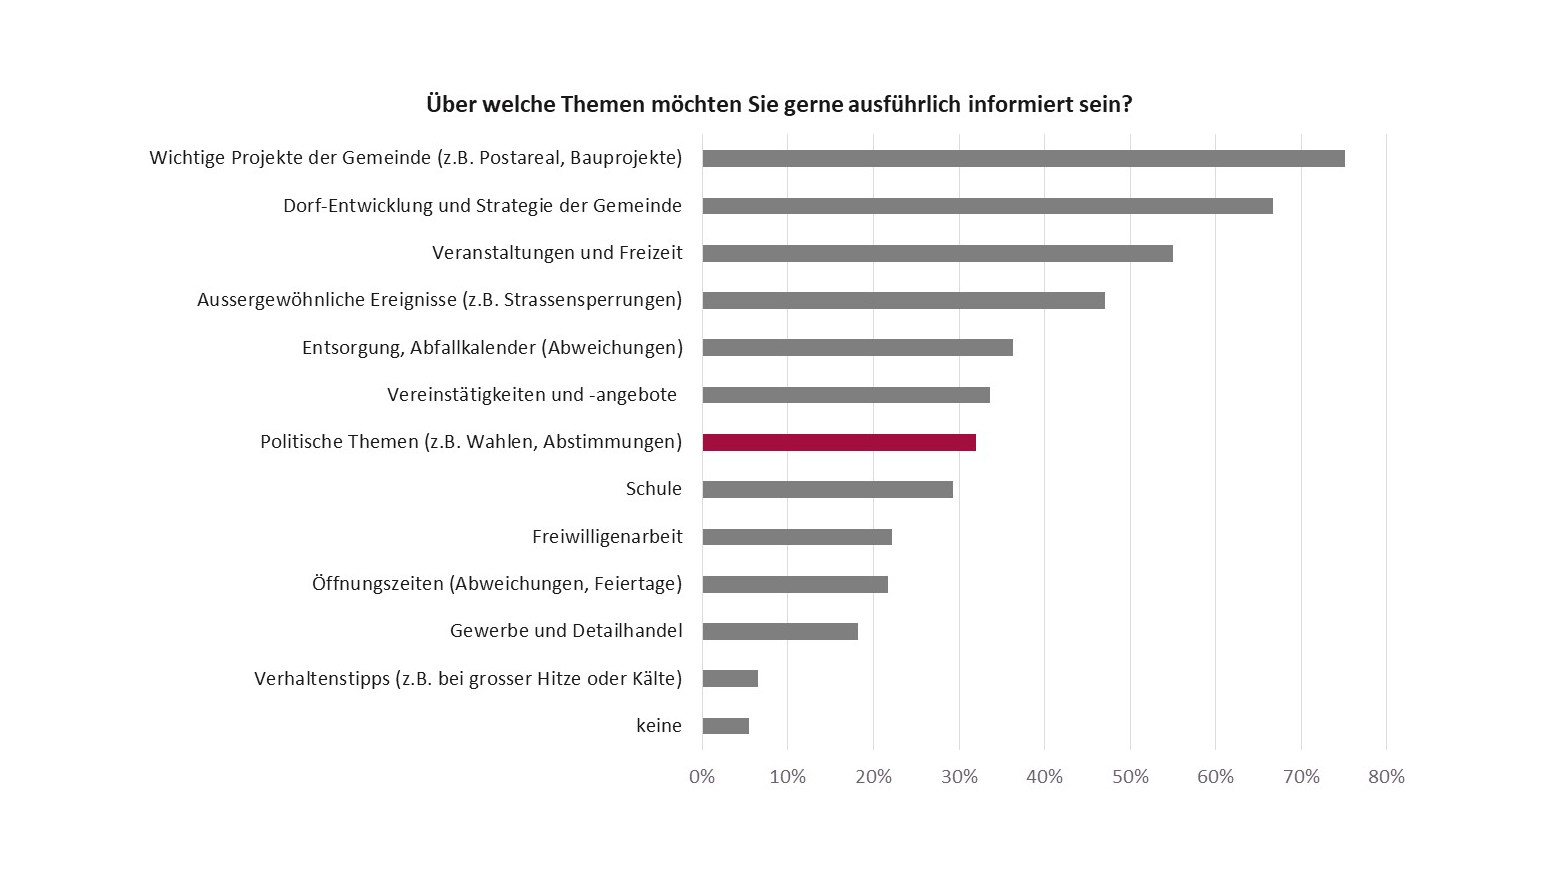 Über welche Themen möchten Sie gerne ausführlich informiert sein?
Wichtige Projekte der Gemeinde (z.B. Postareal, Bauprojekte)
Dorf-Entwicklung und Strategie der Gemeinde
Veranstaltungen und Freizeit
Aussergewöhnliche Ereignisse (z.B. Strassensperrungen)
Entsorgung, Abfallkalender (Abweichungen)
Vereinstätigkeiten und -angebote
Politische Themen (z.B. Wahlen, Abstimmungen)
Schule
Freiwilligenarbeit
Öffnungszeiten (Abweichungen, Feiertage)
Gewerbe und Detailhandel
Verhaltenstipps (z.B. bei grosser Hitze oder Kälte)
keine
0% 10% 20% 30% 40% 50% 60% 70% 80%